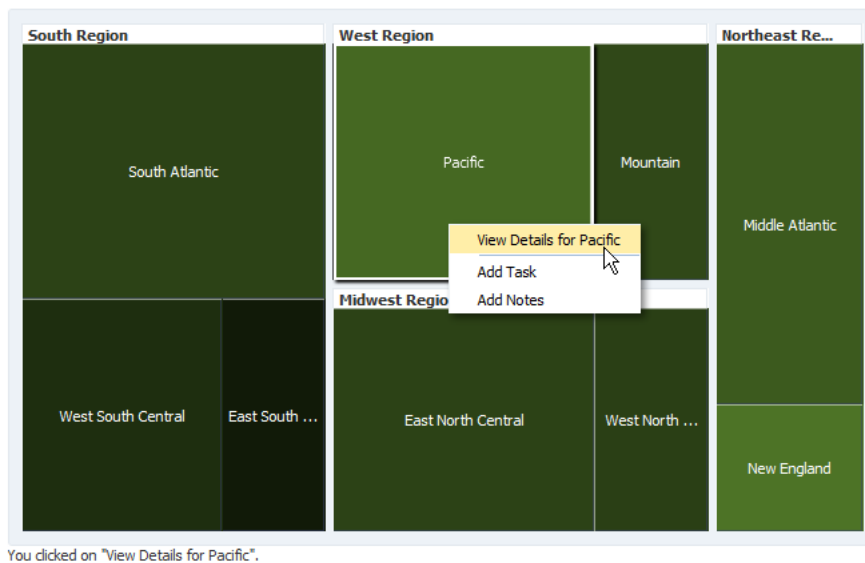 South Region
West Region
Northeast Re...
South Atlantic
Pacific
Mountain
Middle Atlantic
View Details for Pacific
Add Task
Add Notes
Midwest Regio
West South Central
East South ...
East North Central
West North ...
New England
You clicked on "View Details for Pacific".